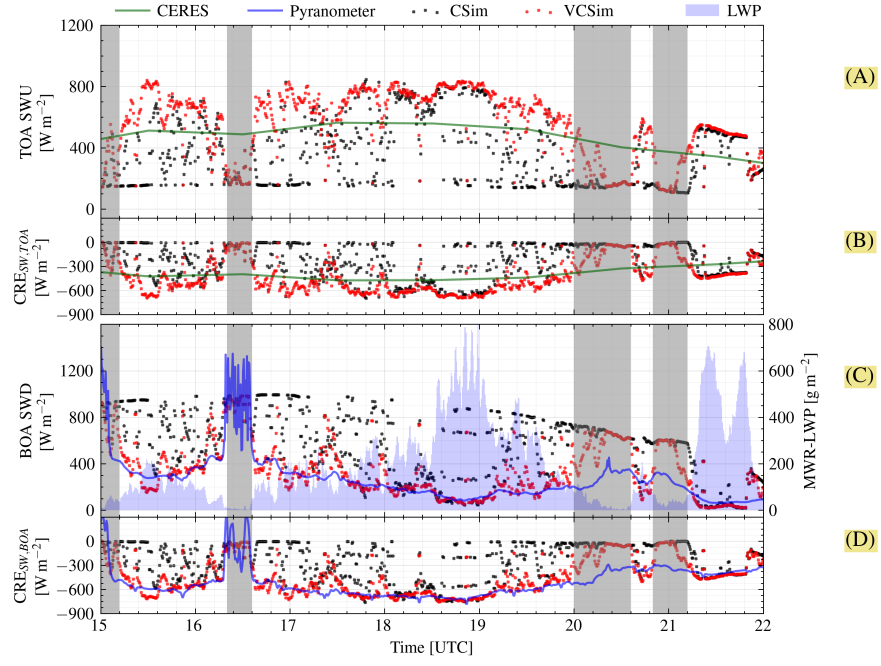 CERES Pyranometer CSim VCSim LWP
1200
800
400
0
TOA SWU
[W m−2]
(A)
0
−300
−600
−900
CRESW,TOA
[W m−2]
(B)
1200
800
400
0
BOA SWD
[W m−2]
800
600
400
200
0
MWR-LWP [g m−2]
(C)
0
−300
−600
−900
CRESW,BOA
[W m−2]
(D)
15 16 17 18 19 20 21 22
Time [UTC]